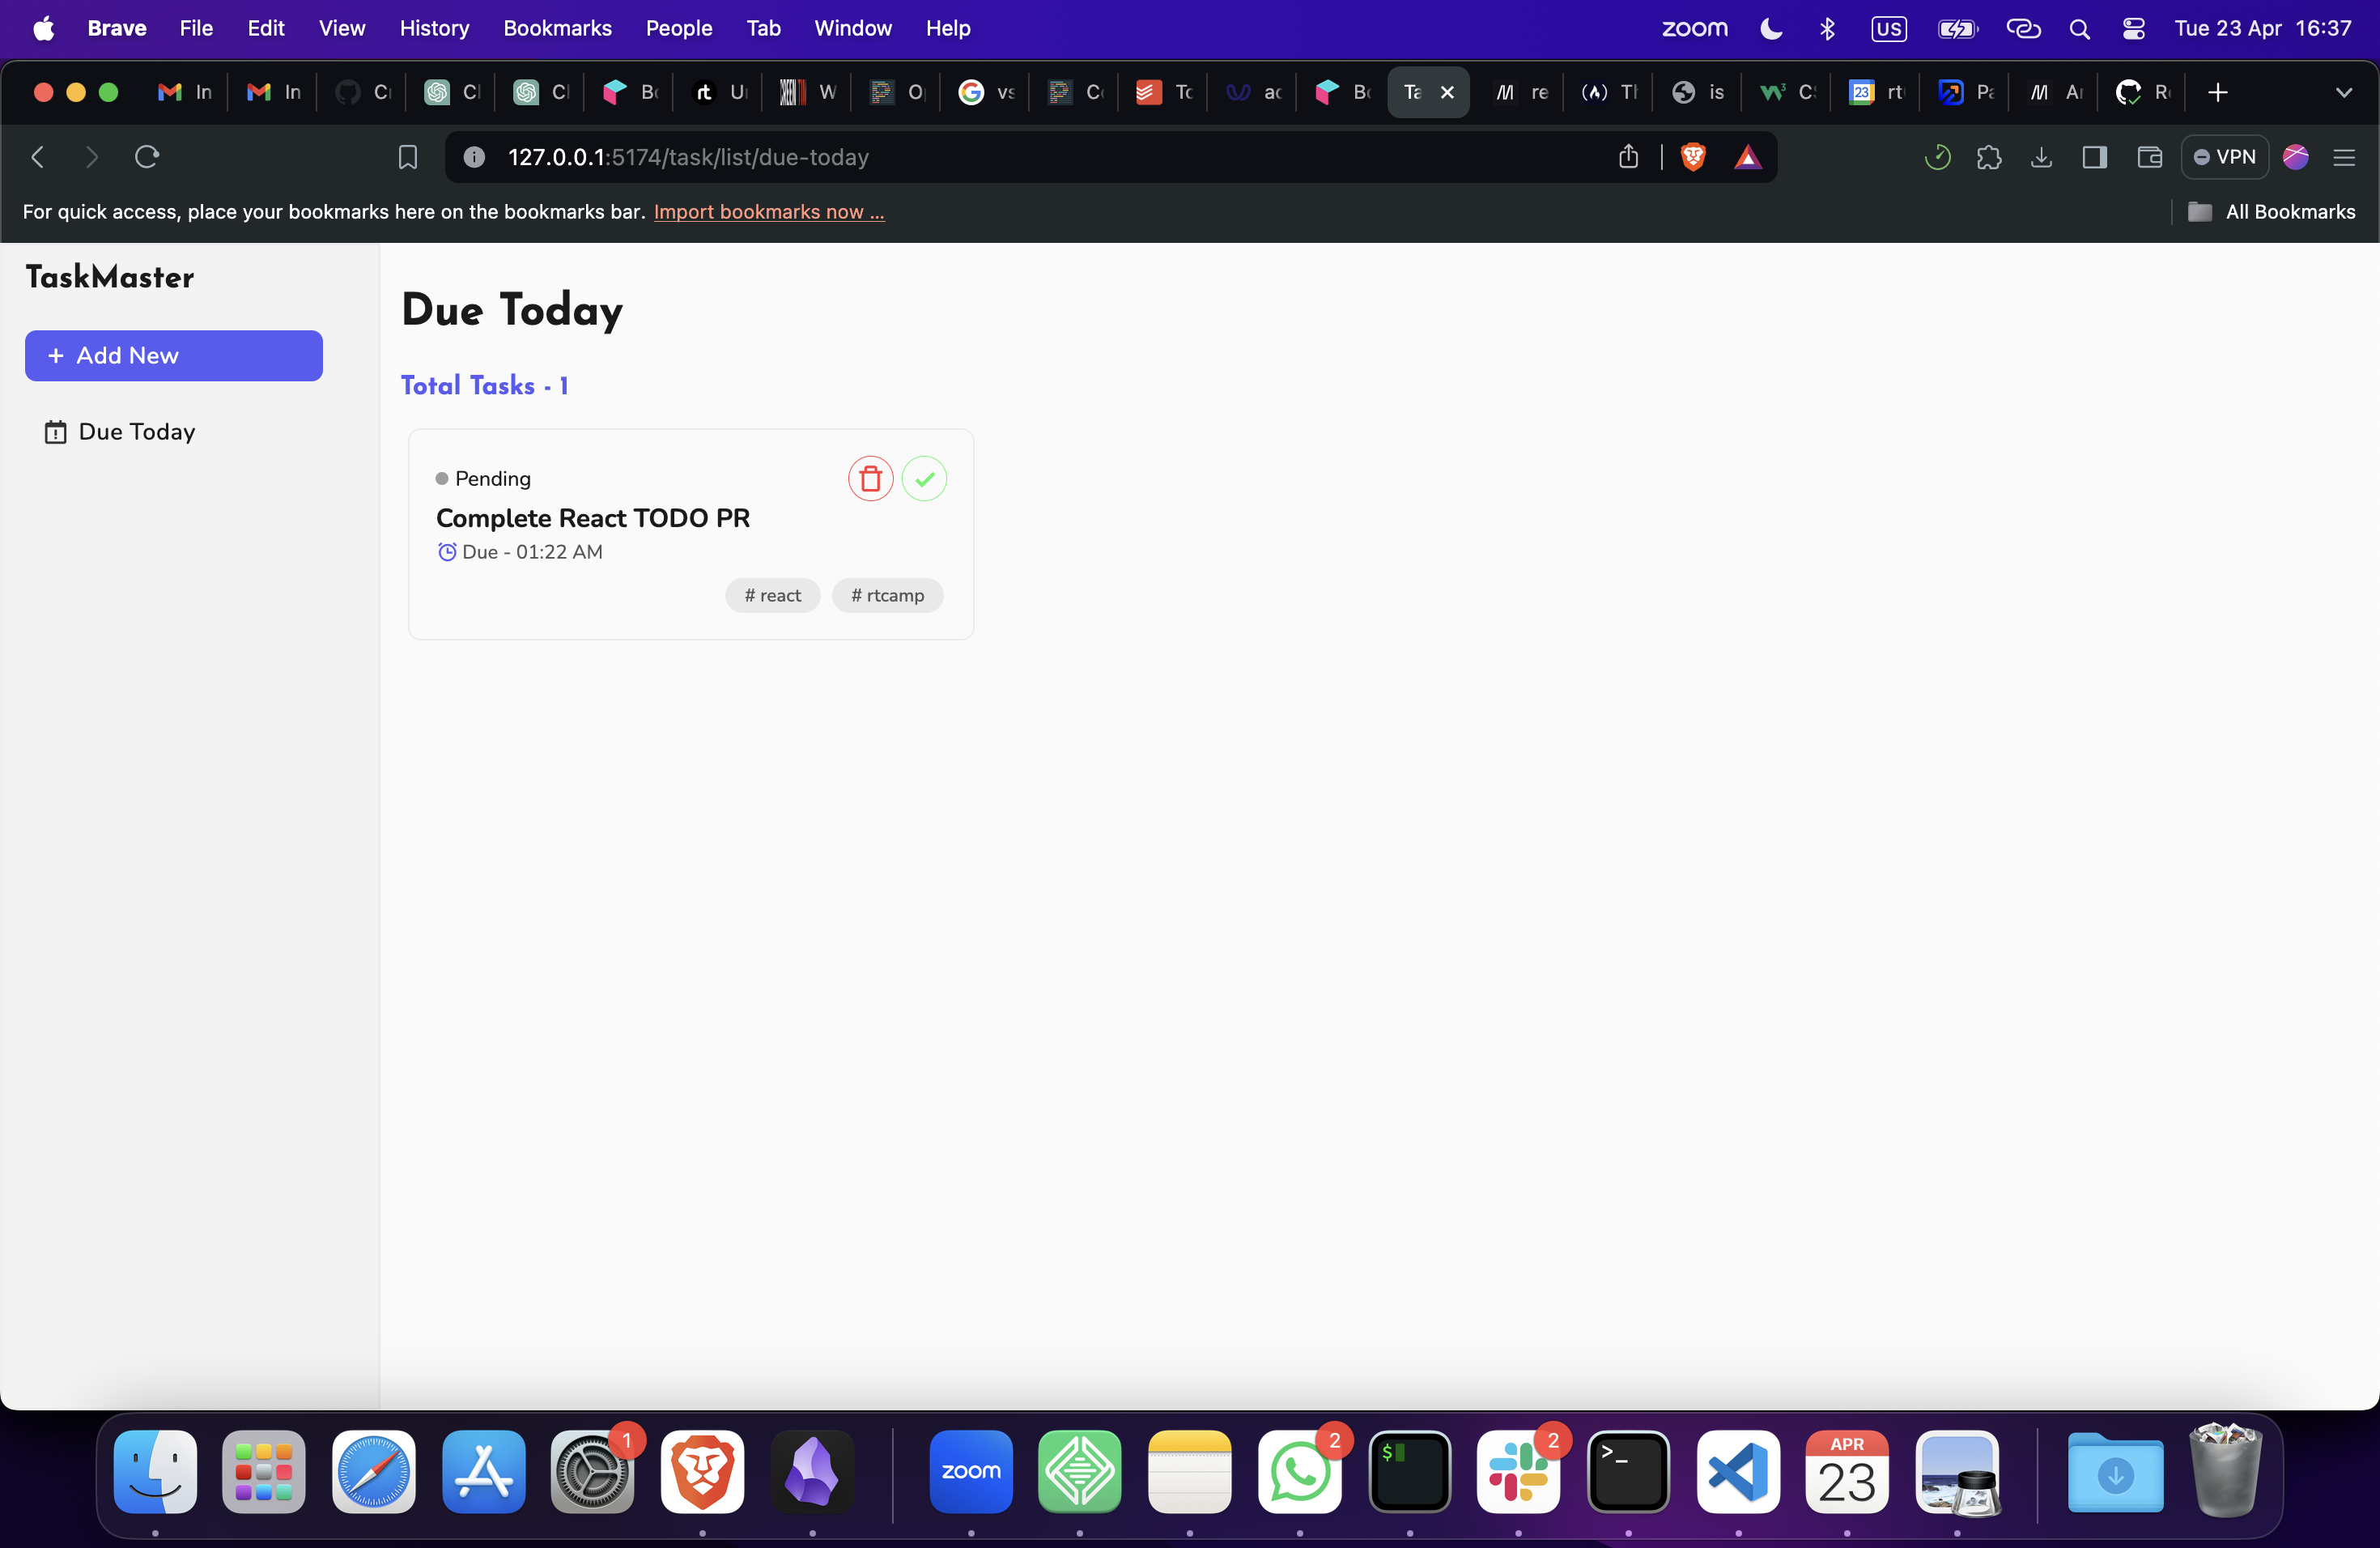 Brave File Edit View History Bookmarks People Tab Window Help zoom US Tue 23 Apr 16:37
In In Cl Cl Bc rt U W O vs C Tc ac Bc Ta re Tl is C 23 rt Pa A R
127.0.0.1:5174/task/list/due-today VPN
For quick access, place your bookmarks here on the bookmarks bar. Import bookmarks now ... All Bookmarks
TaskMaster
+ Add New
Due Today
Due Today
Total Tasks - 1
Pending
Complete React TODO PR
Due - 01:22 AM
# react # rtcamp
1 zoom 2 $ 2 >_ APR 23